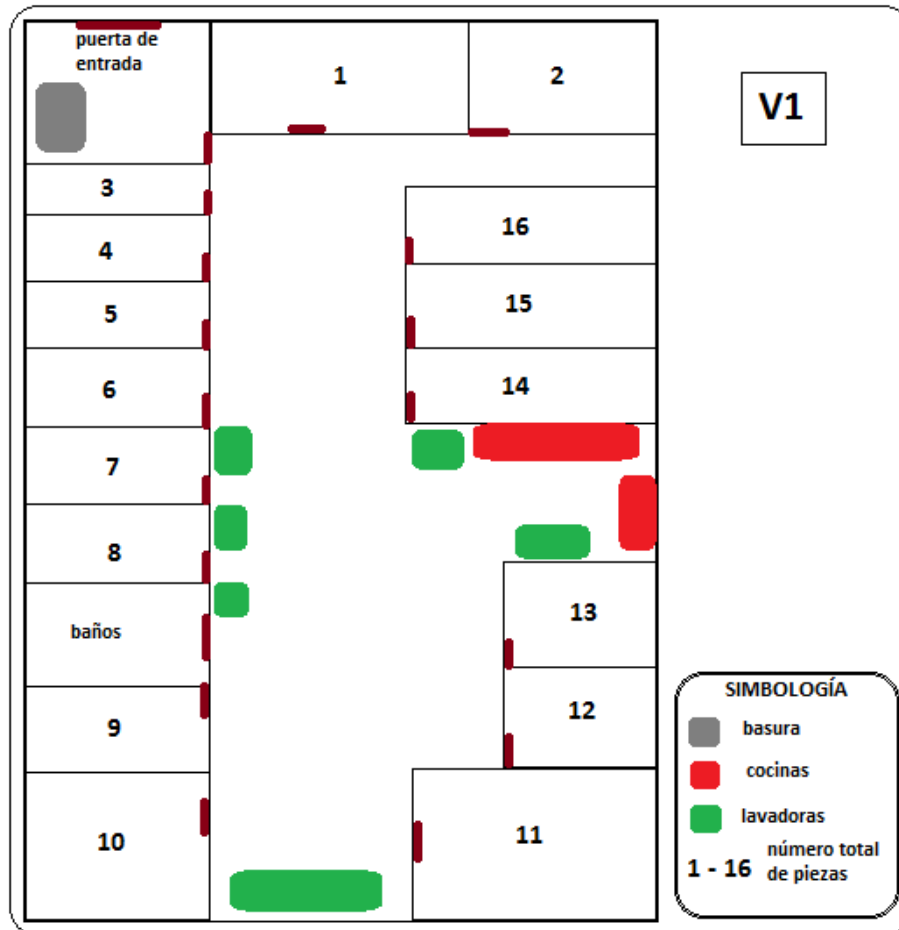 puerta de
entrada
1
2
V1
3
16
4
15
5
6
14
7
8
13
baños
12
9
11
10
SIMBOLOGÍA
basura
cocinas
lavadoras
1 - 16 número total
de piezas